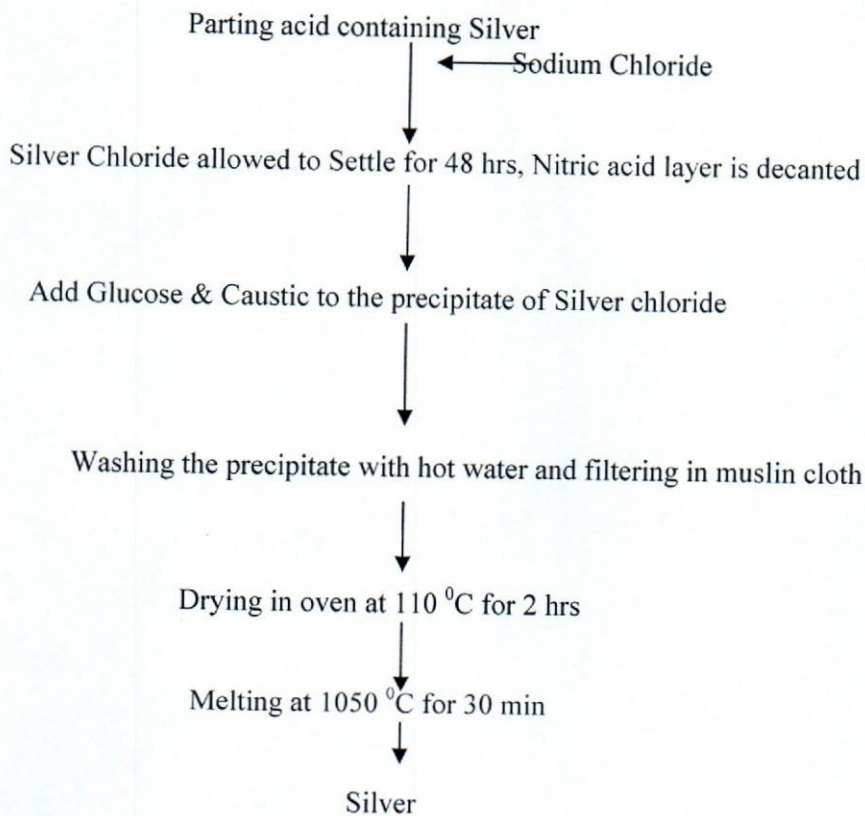 Parting acid containing Silver
Sodium Chloride
Silver Chloride allowed to Settle for 48 hrs, Nitric acid layer is decanted
Add Glucose & Caustic to the precipitate of Silver chloride
Washing the precipitate with hot water and filtering in muslin cloth
Drying in oven at 110 ⁰C for 2 hrs
Melting at 1050 ⁰C for 30 min
Silver